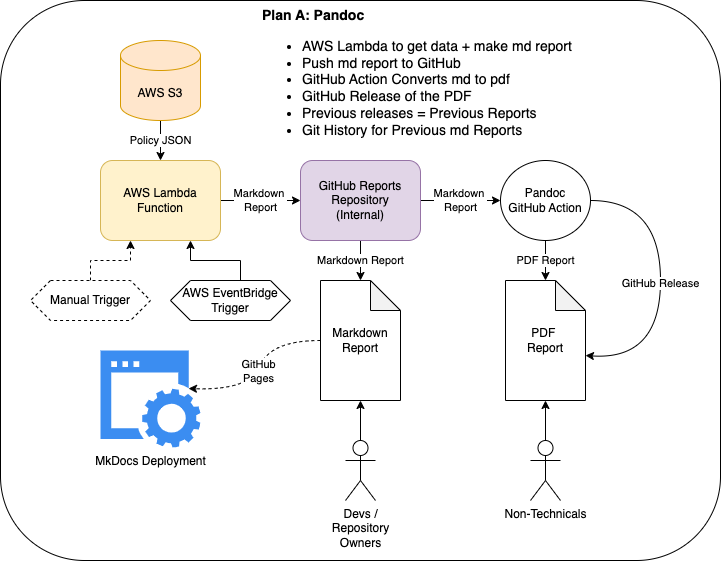 Plan A: Pandoc
AWS Lambda to get data + make md report
Push md report to GitHub
GitHub Action Converts md to pdf
GitHub Release of the PDF
Previous releases = Previous Reports
Git History for Previous md Reports
AWS S3
Policy JSON
AWS Lambda
Function
Markdown
Report
GitHub Reports
Repository
(Internal)
Markdown
Report
Pandoc
GitHub Action
Manual Trigger
AWS EventBridge
Trigger
Markdown Report
PDF Report
GitHub Release
Markdown
Report
PDF
Report
GitHub
Pages
MkDocs Deployment
Devs /
Repository
Owners
Non-Technicals